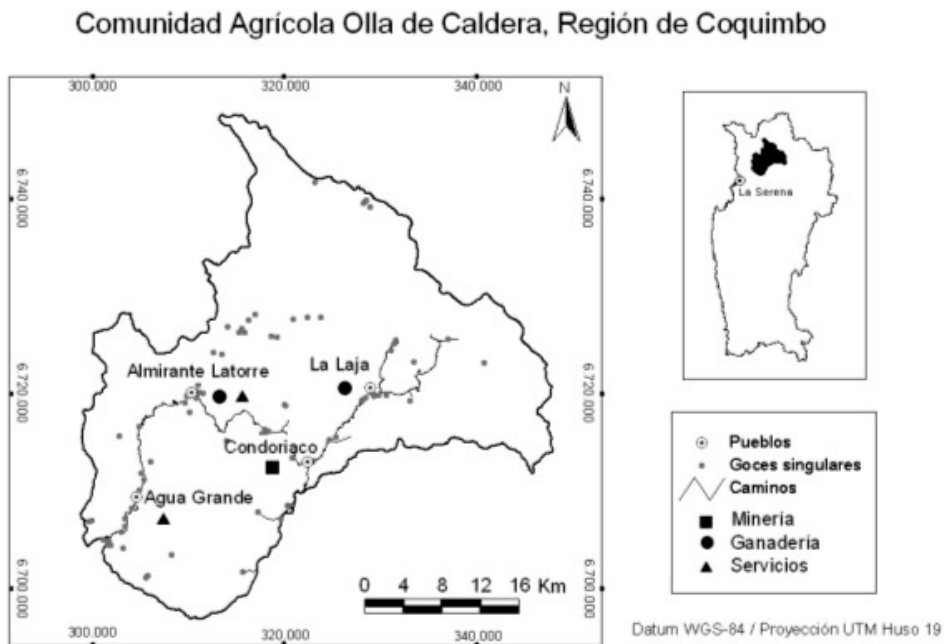 Comunidad Agrícola Olla de Caldera, Región de Coquimbo
300.000 320.000 340.000
N
6.740.000 6.740.000
La Serena
La Laja
Almirante Latorre
6.720.000 6.720.000
Condoriaco
Agua Grande
6.700.000 6.700.000
0 4 8 12 16 Km
300.000 320.000 340.000
Pueblos
Goces singulares
Caminos
Minería
Ganadería
Servicios
Datum WGS-84 / Proyección UTM Huso 19